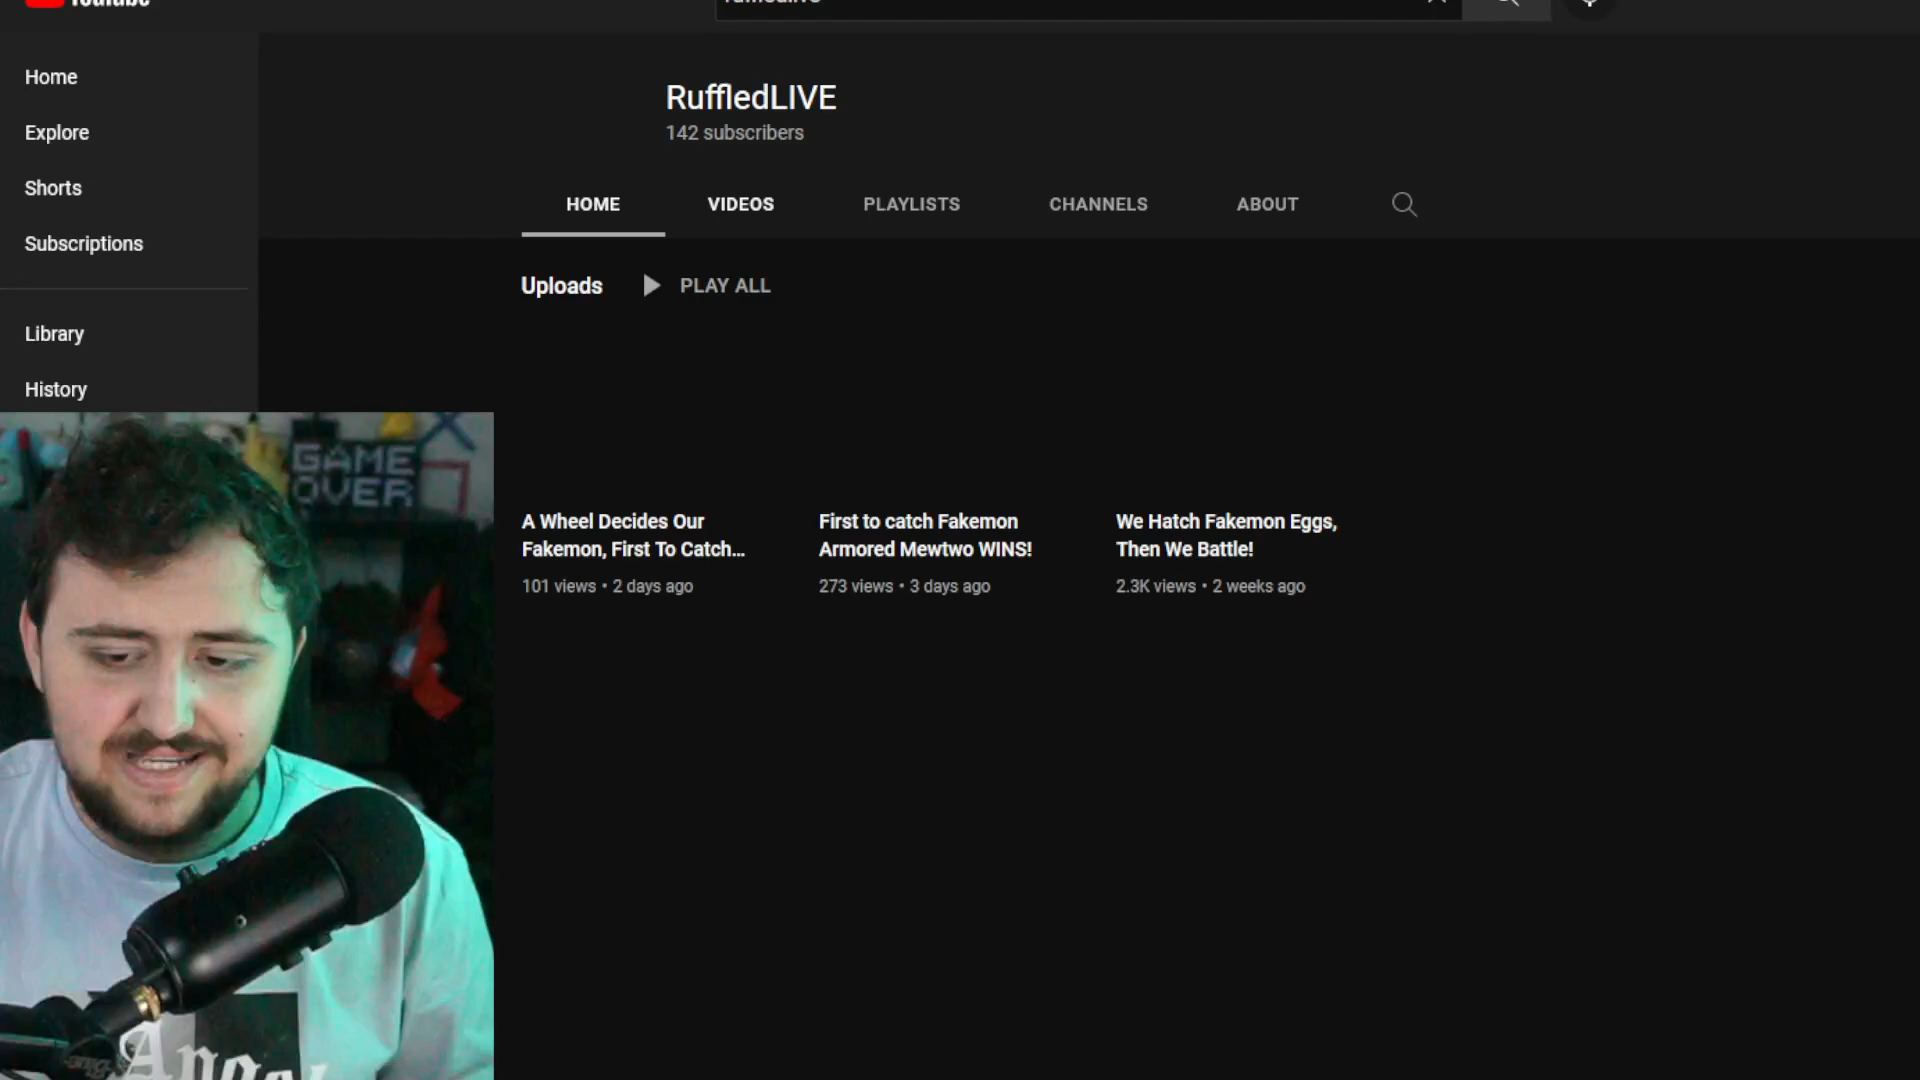 YouTube
ruffledlive
Home
Explore
Shorts
Subscriptions
Library
History
RuffledLIVE
142 subscribers
HOME
VIDEOS
PLAYLISTS
CHANNELS
ABOUT
Uploads
PLAY ALL
A Wheel Decides Our
Fakemon, First To Catch...
101 views • 2 days ago
First to catch Fakemon
Armored Mewtwo WINS!
273 views • 3 days ago
We Hatch Fakemon Eggs,
Then We Battle!
2.3K views • 2 weeks ago
GAME
OVER